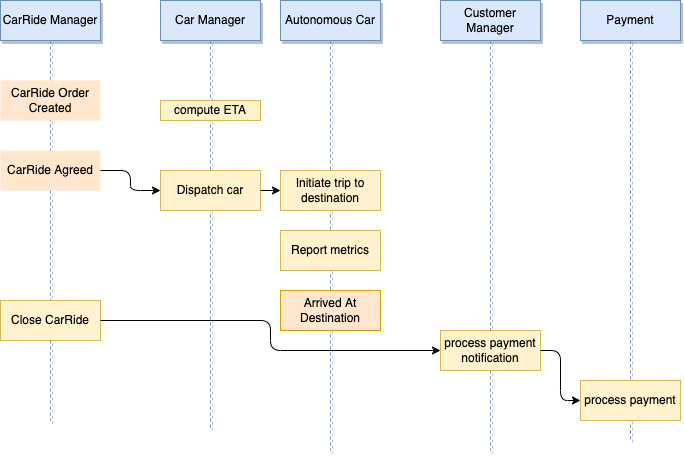 CarRide Manager
Car Manager
Autonomous Car
Customer
Manager
Payment
CarRide Order
Created
compute ETA
CarRide Agreed
Dispatch car
Initiate trip to
destination
Report metrics
Arrived At
Destination
Close CarRide
process payment
notification
process payment